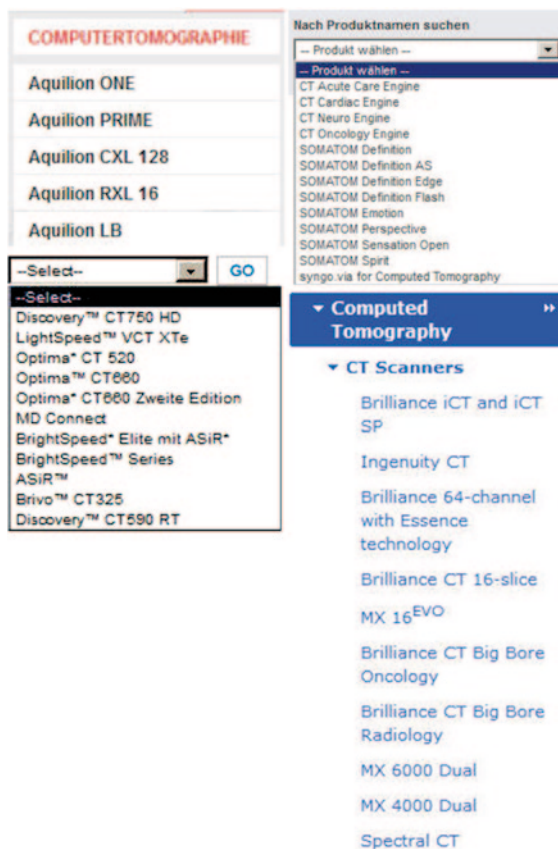 COMPUTERTOMOGRAPHIE
Aquilion ONE
Aquilion PRIME
Aquilion CXL 128
Aquilion RXL 16
Aquilion LB
--Select--
GO
--Select--
Discovery™ CT750 HD
LightSpeed™ VCT XTe
Optima* CT 520
Optima™ CT660
Optima* CT660 Zweite Edition
MD Connect
BrightSpeed* Elite mit ASiR*
BrightSpeed™ Series
ASiR™
Brivo™ CT325
Discovery™ CT590 RT
Nach Produktnamen suchen
-- Produkt wählen --
-- Produkt wählen --
CT Acute Care Engine
CT Cardiac Engine
CT Neuro Engine
CT Oncology Engine
SOMATOM Definition
SOMATOM Definition AS
SOMATOM Definition Edge
SOMATOM Definition Flash
SOMATOM Emotion
SOMATOM Perspective
SOMATOM Sensation Open
SOMATOM Spirit
syngo.via for Computed Tomography
Computed
Tomography
CT Scanners
Brilliance iCT and iCT
SP
Ingenuity CT
Brilliance 64-channel
with Essence
technology
Brilliance CT 16-slice
MX 16EVO
Brilliance CT Big Bore
Oncology
Brilliance CT Big Bore
Radiology
MX 6000 Dual
MX 4000 Dual
Spectral CT